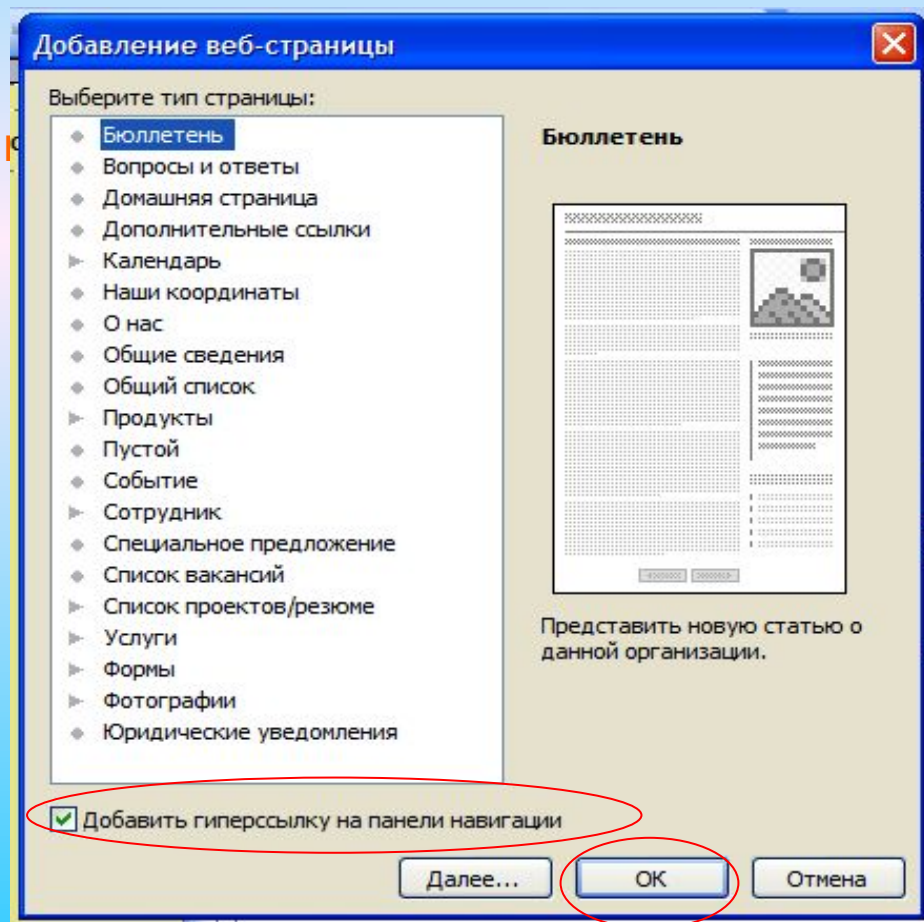 Добавление веб-страницы
Выберите тип страницы:
Бюллетень
Вопросы и ответы
Домашняя страница
Дополнительные ссылки
Календарь
Наши координаты
О нас
Общие сведения
Общий список
Продукты
Пустой
Событие
Сотрудник
Специальное предложение
Список вакансий
Список проектов/резюме
Услуги
Формы
Фотографии
Юридические уведомления
Бюллетень
Представить новую статью о
данной организации.
Добавить гиперссылку на панели навигации
Далее...
ОК
Отмена